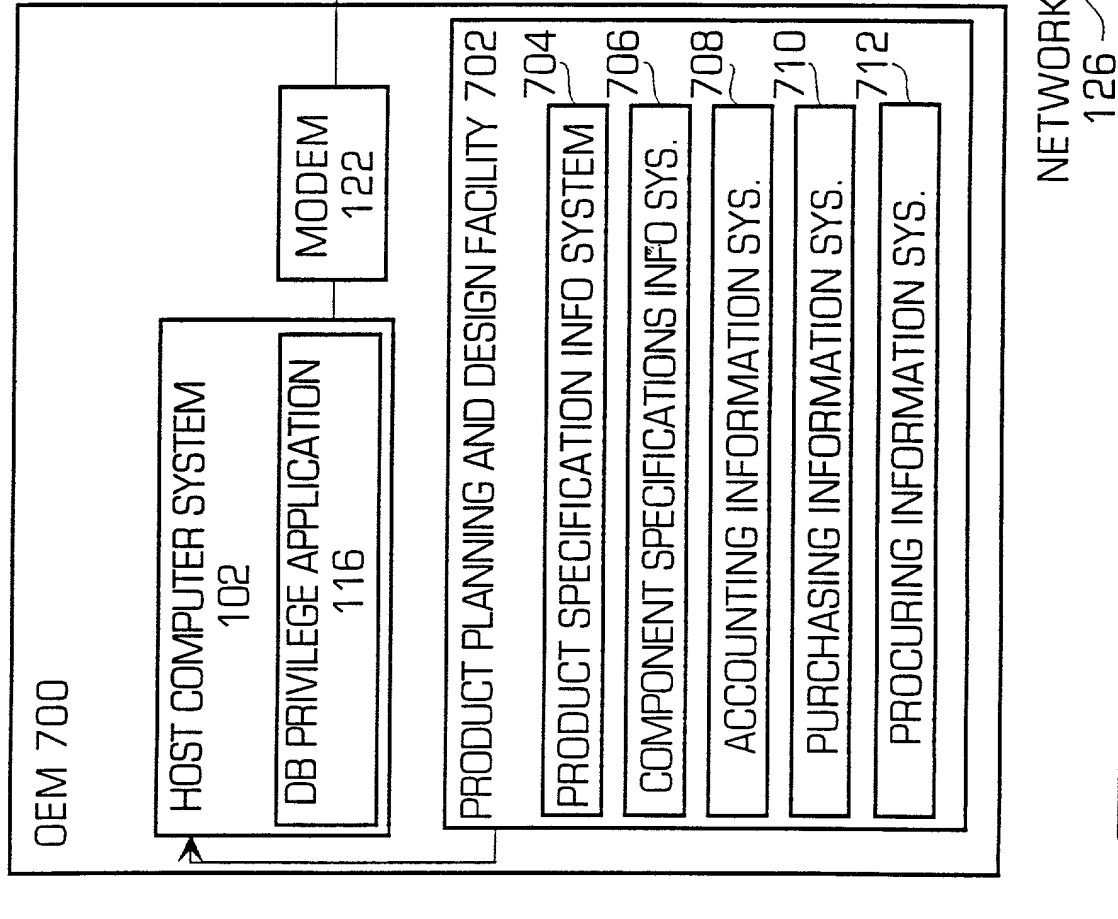 OEM 700
HOST COMPUTER SYSTEM
102
DB PRIVILEGE APPLICATION
116
MODEM
122
PRODUCT PLANNING AND DESIGN FACILITY 702
704
PRODUCT SPECIFICATION INFO SYSTEM
706
COMPONENT SPECIFICATIONS INFO SYS.
708
ACCOUNTING INFORMATION SYS.
710
PURCHASING INFORMATION SYS.
712
PROCURING INFORMATION SYS.
NETWORK
126